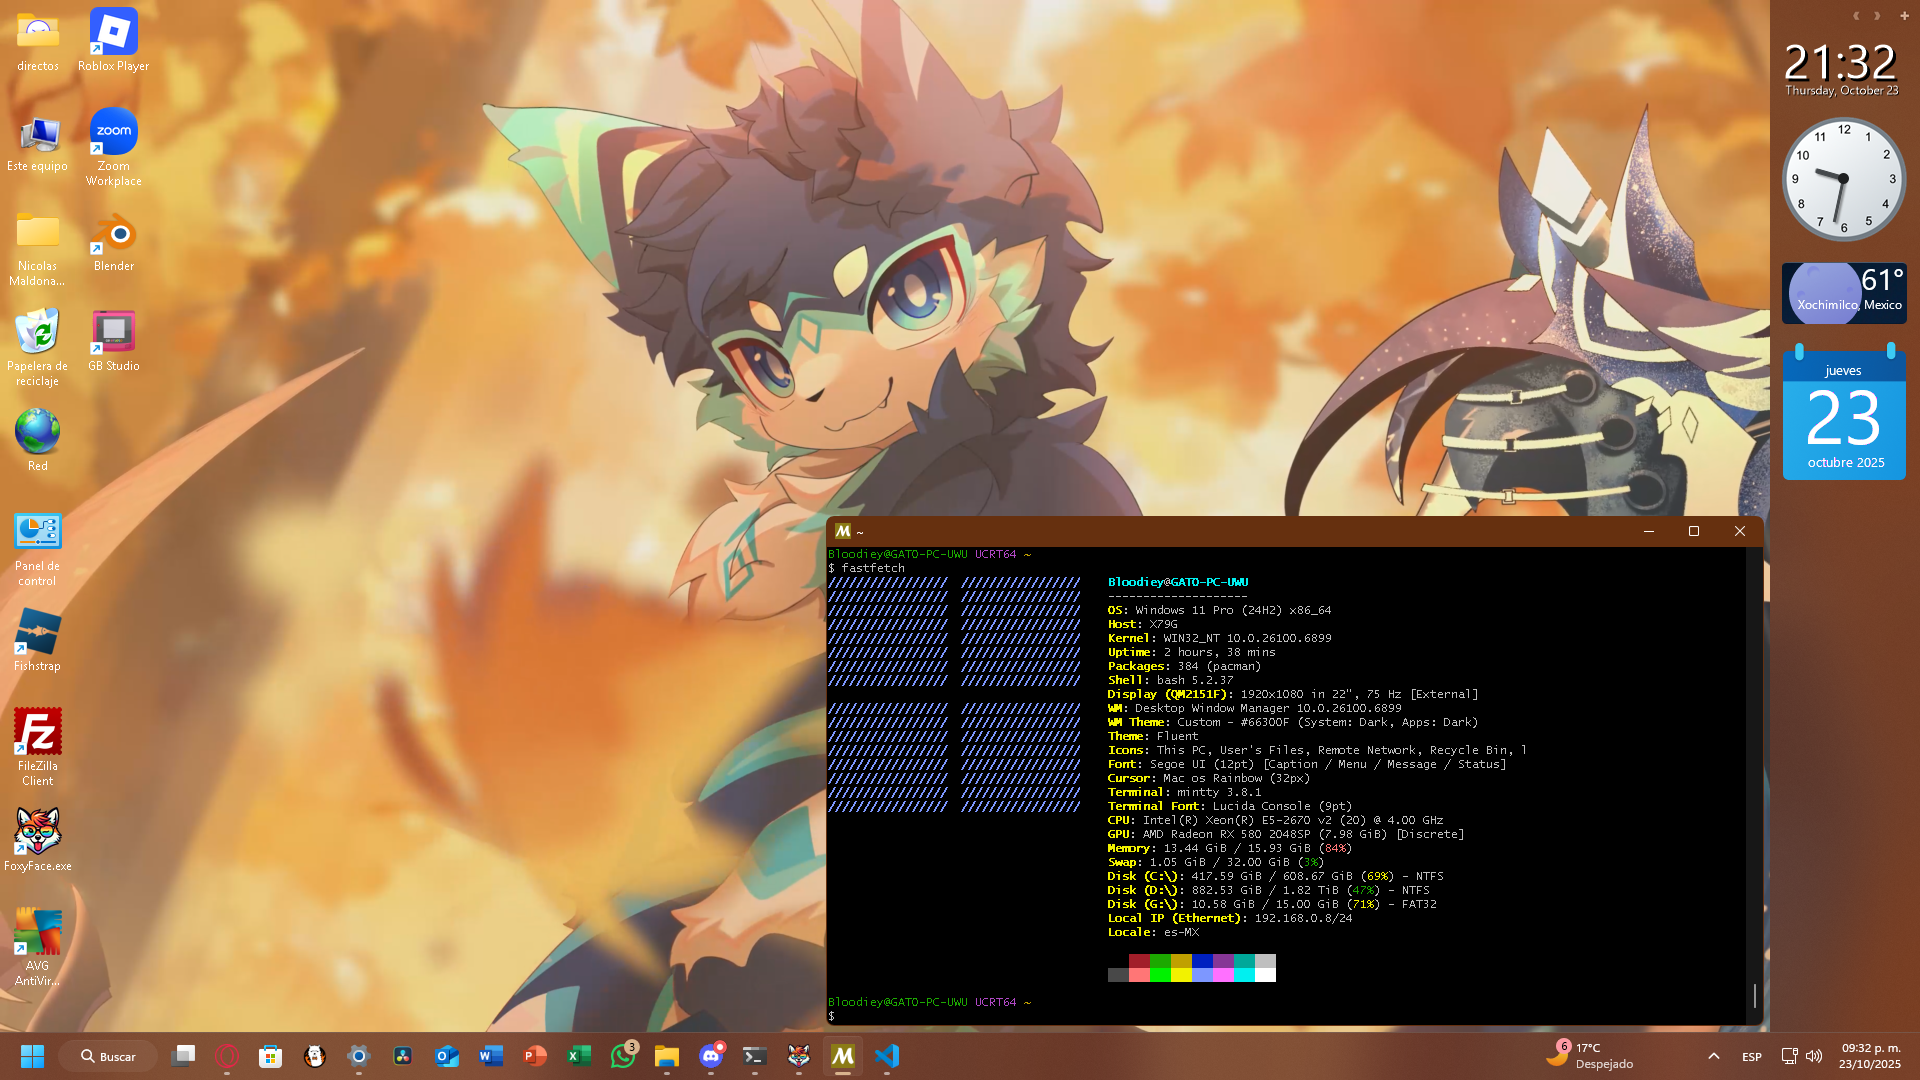 directos
Roblox Player
Este equipo
zoom
Zoom
Workplace
Nicolas
Maldona...
Blender
Papelera de
reciclaje
GB Studio
Red
Panel de
control
Fishstrap
FileZilla
Client
FoxyFace.exe
AVG
AntiVir...
21:32
Thursday, October 23
12
1
2
3
4
5
6
7
8
9
10
11
61°
Xochimilco, Mexico
jueves
23
octubre 2025
~
Bloodiey@GATO-PC-UWU UCRT64 ~
$ fastfetch
Bloodiey@GATO-PC-UWU
--------------------
OS: Windows 11 Pro (24H2) x86_64
Host: X79G
Kernel: WIN32_NT 10.0.26100.6899
Uptime: 2 hours, 38 mins
Packages: 384 (pacman)
Shell: bash 5.2.37
Display (QM2151F): 1920x1080 in 22", 75 Hz [External]
WM: Desktop Window Manager 10.0.26100.6899
WM Theme: Custom - #66300F (System: Dark, Apps: Dark)
Theme: Fluent
Icons: This PC, User's Files, Remote Network, Recycle Bin, l
Font: Segoe UI (12pt) [Caption / Menu / Message / Status]
Cursor: Mac os Rainbow (32px)
Terminal: mintty 3.8.1
Terminal Font: Lucida Console (9pt)
CPU: Intel(R) Xeon(R) E5-2670 v2 (20) @ 4.00 GHz
GPU: AMD Radeon RX 580 2048SP (7.98 GiB) [Discrete]
Memory: 13.44 GiB / 15.93 GiB (84%)
Swap: 1.05 GiB / 32.00 GiB (3%)
Disk (C:\): 417.59 GiB / 608.67 GiB (69%) - NTFS
Disk (D:\): 882.53 GiB / 1.82 TiB (47%) - NTFS
Disk (G:\): 10.58 GiB / 15.00 GiB (71%) - FAT32
Local IP (Ethernet): 192.168.0.8/24
Locale: es-MX
Bloodiey@GATO-PC-UWU UCRT64 ~
$
Buscar
3
6
17°C
Despejado
ESP
09:32 p. m.
23/10/2025